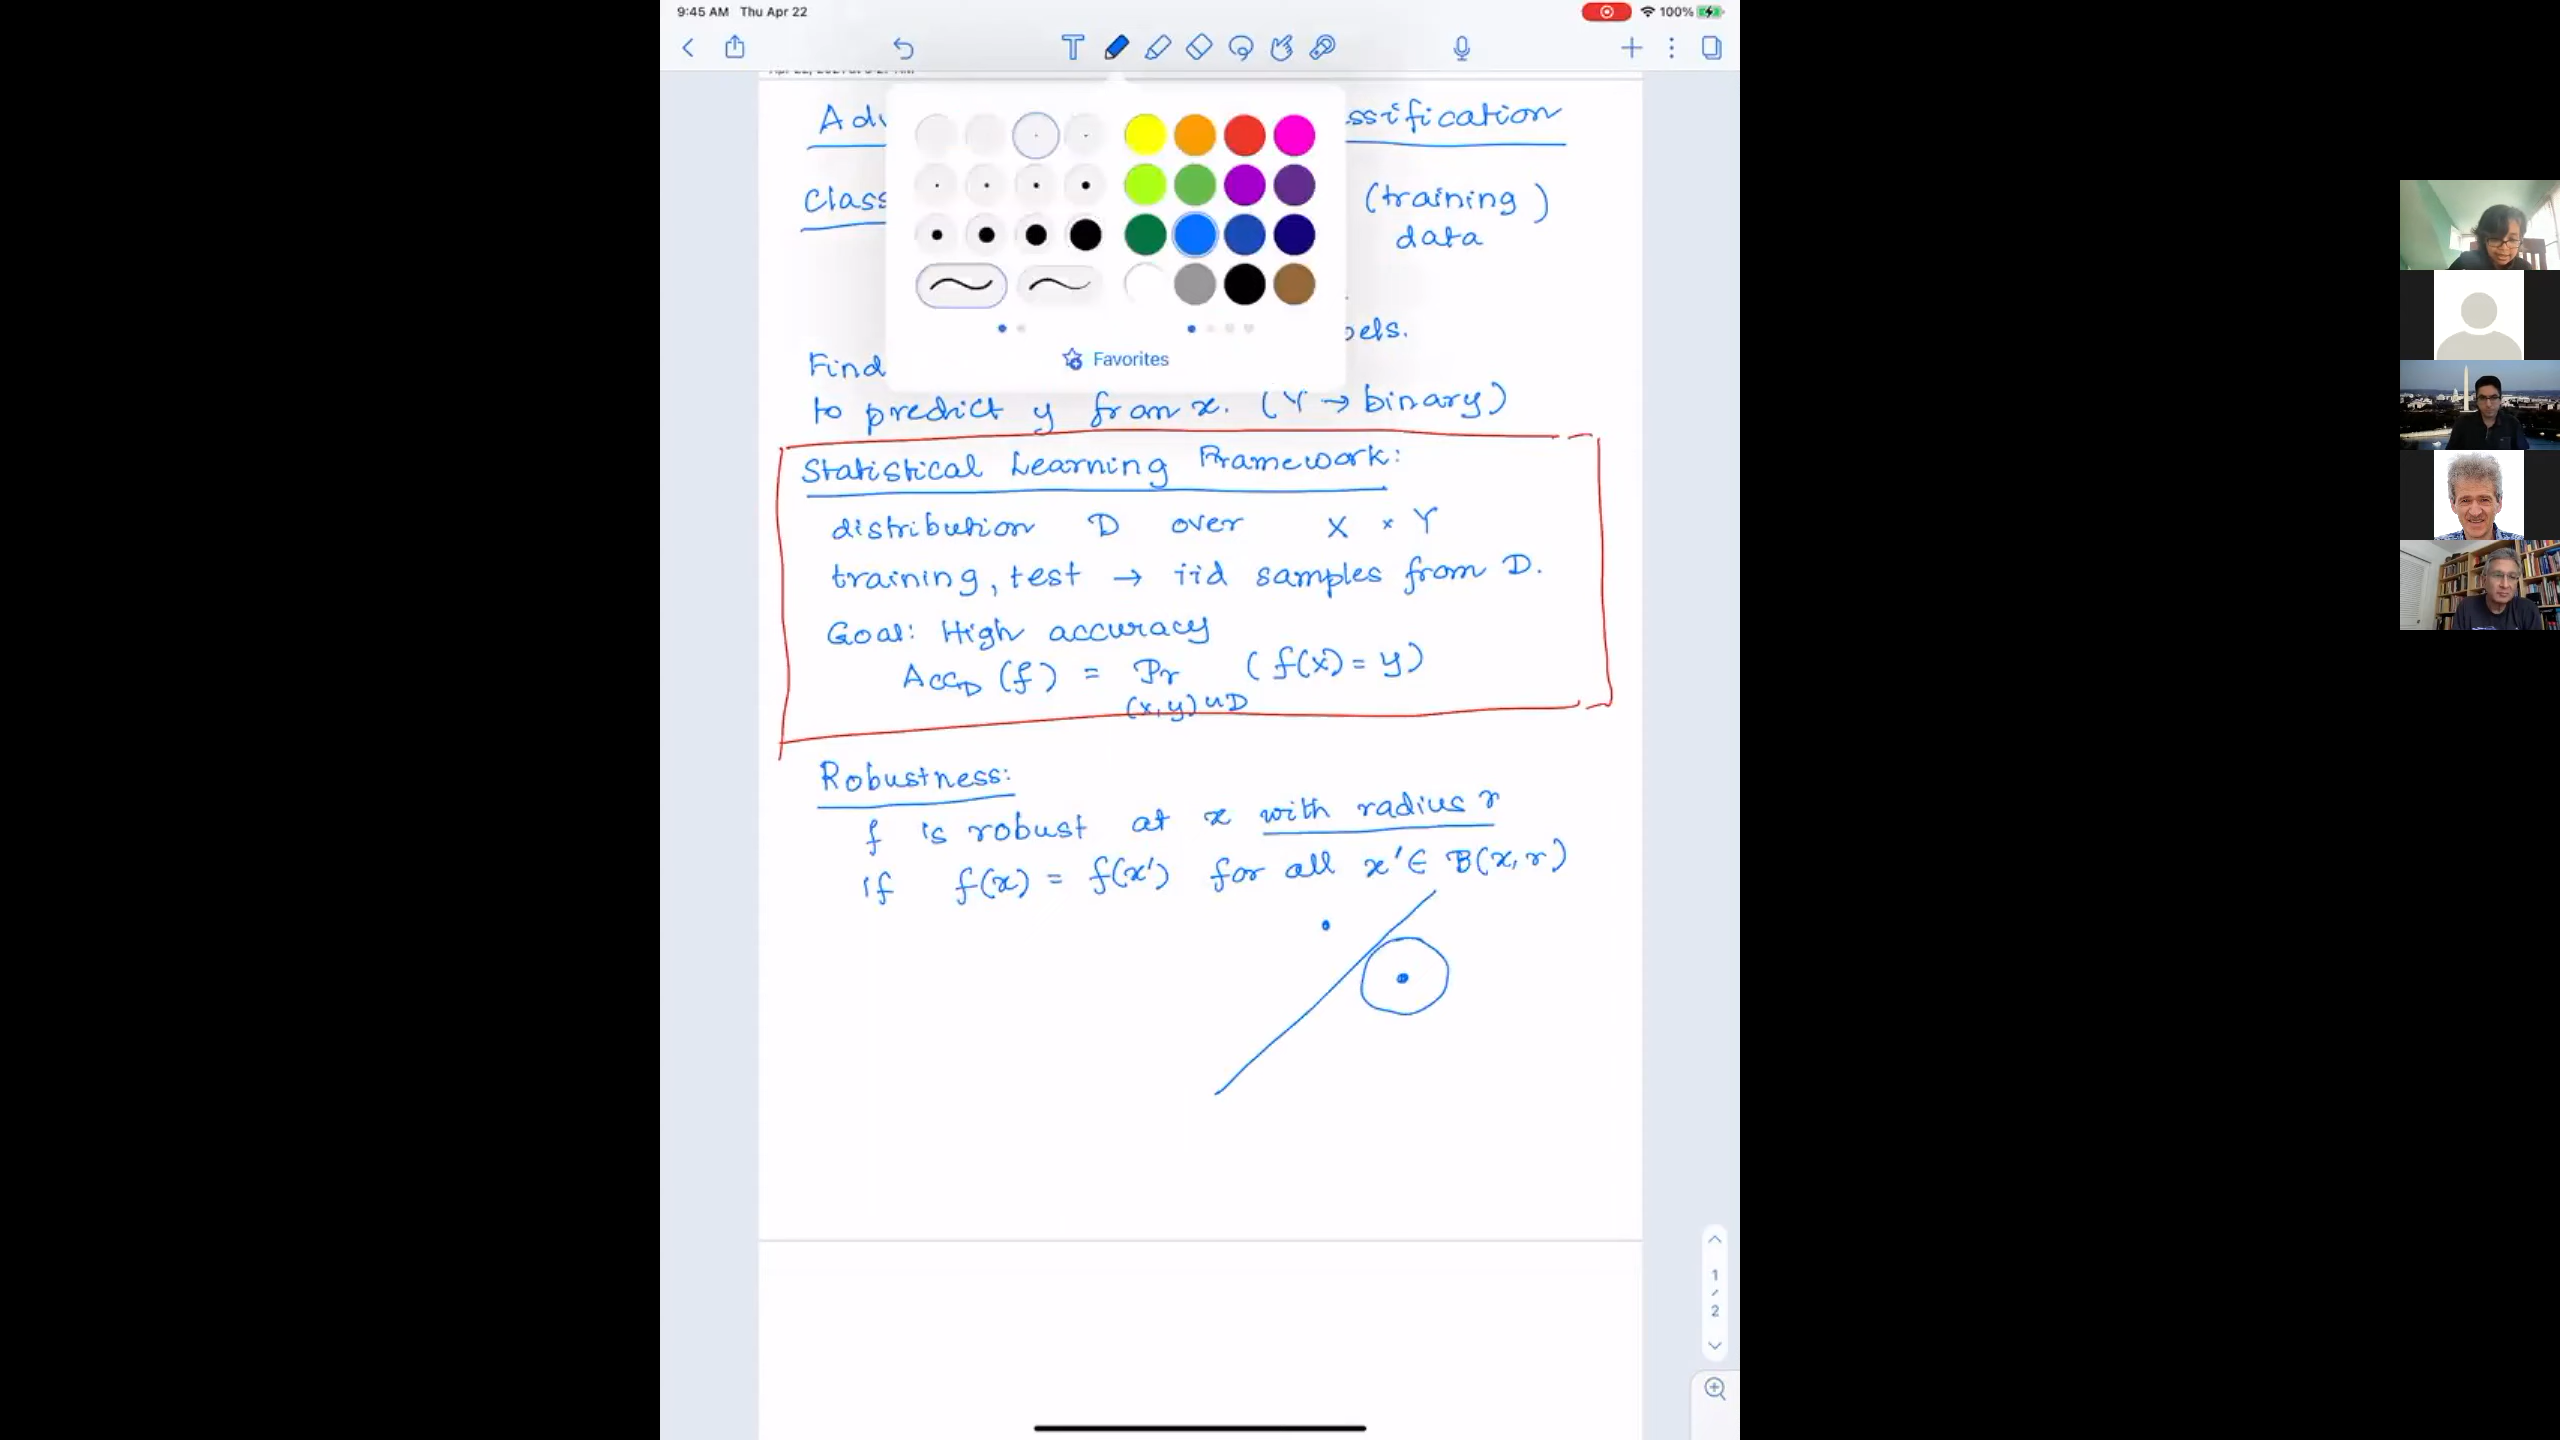 9:45 AM Thu Apr 22
100%
ssification
Class
(training)
data
Favorites
Find
to predict y from x. (Y → binary)
Statistical Learning Framework:
distribution D over X × Y
training, test → iid samples from D.
Goal: High accuracy
Acc_D (f) = Pr (f(x) = y)
(x,y)~D
Robustness:
f is robust at x with radius r
if f(x) = f(x') for all x' ∈ B(x, r)
1
/
2